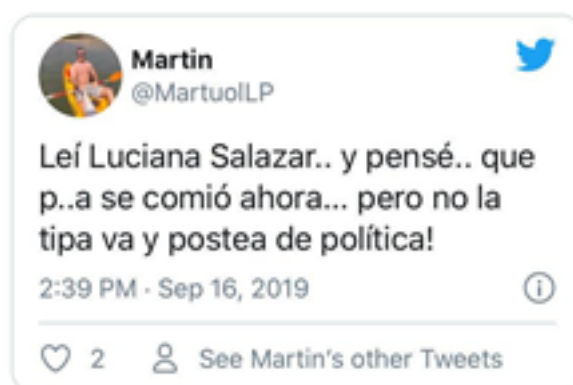 Martin
@MartuolLP
Leí Luciana Salazar.. y pensé.. que
p..a se comió ahora... pero no la
tipa va y postea de política!
2:39 PM · Sep 16, 2019
2 See Martin's other Tweets